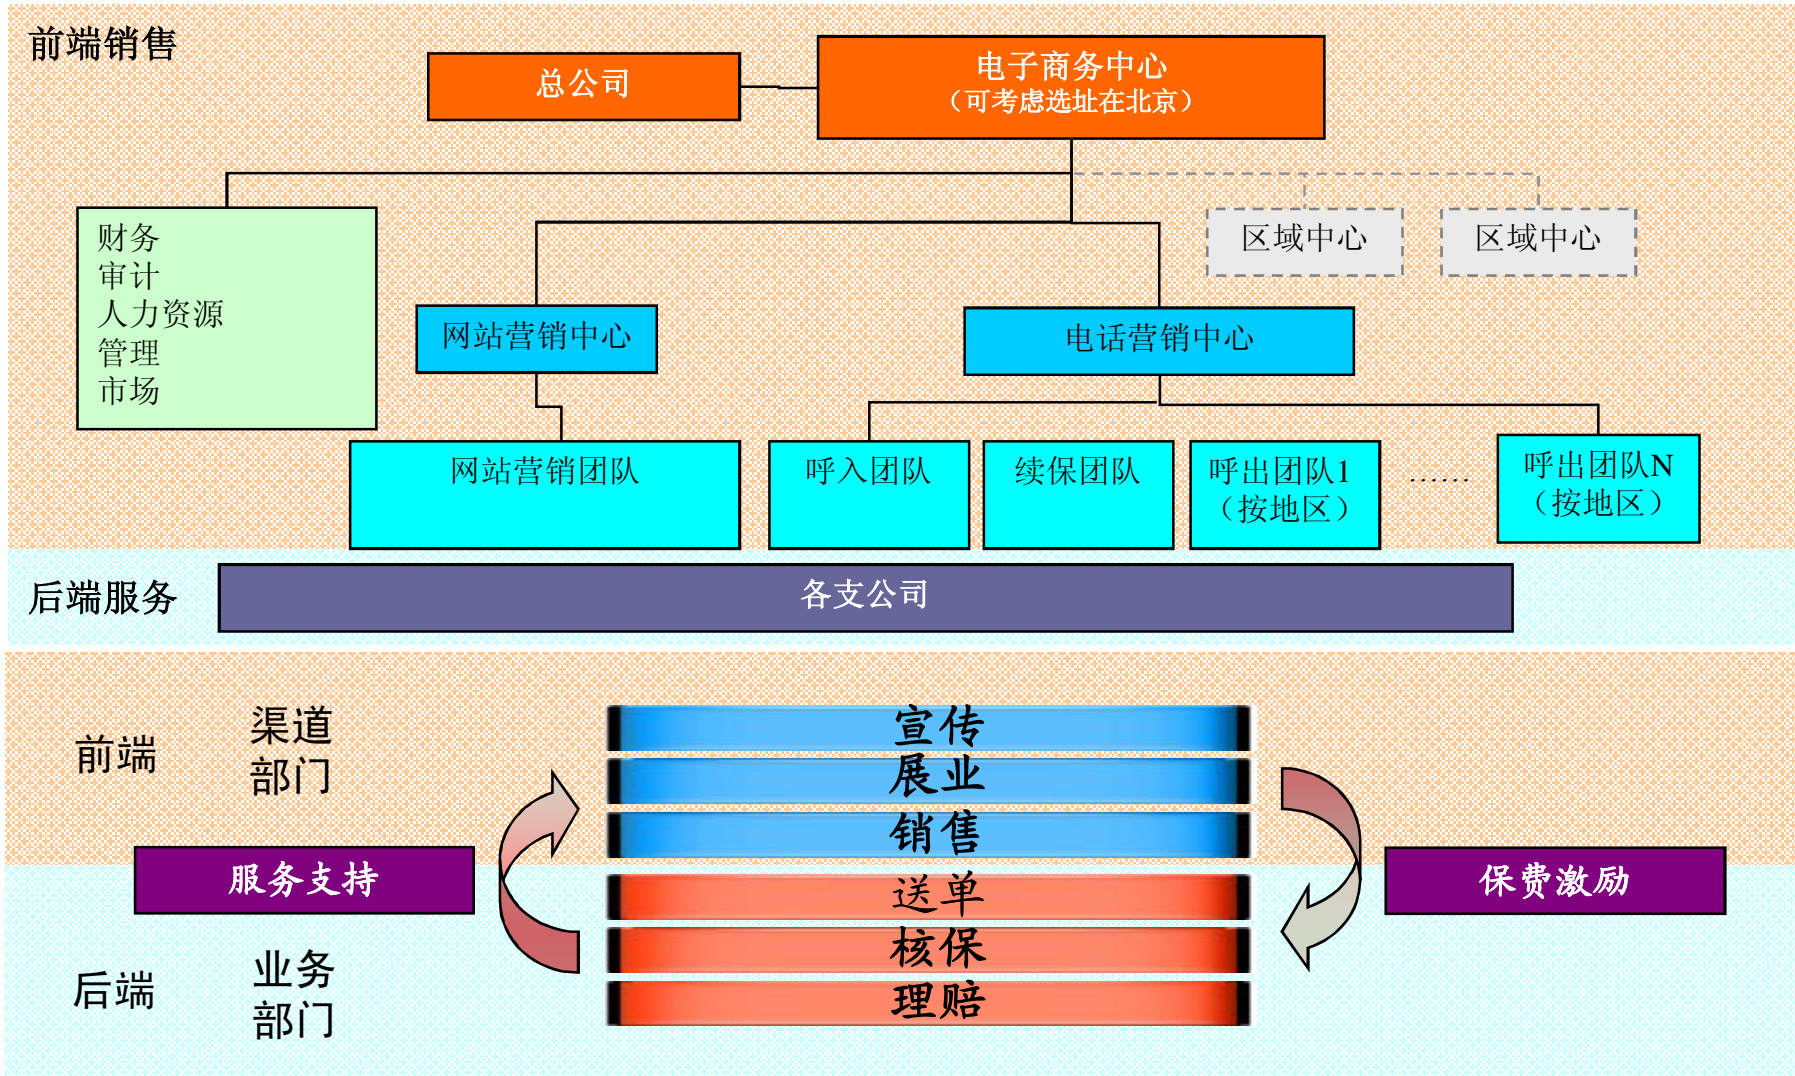 前端销售
总公司
电子商务中心
（可考虑选址在北京）
财务
审计
人力资源
管理
市场
区域中心
区域中心
网站营销中心
电话营销中心
网站营销团队
呼入团队
续保团队
呼出团队1
（按地区）
……
呼出团队N
（按地区）
后端服务
各支公司
前端
渠道
部门
宣传
展业
销售
服务支持
保费激励
送单
核保
理赔
后端
业务
部门